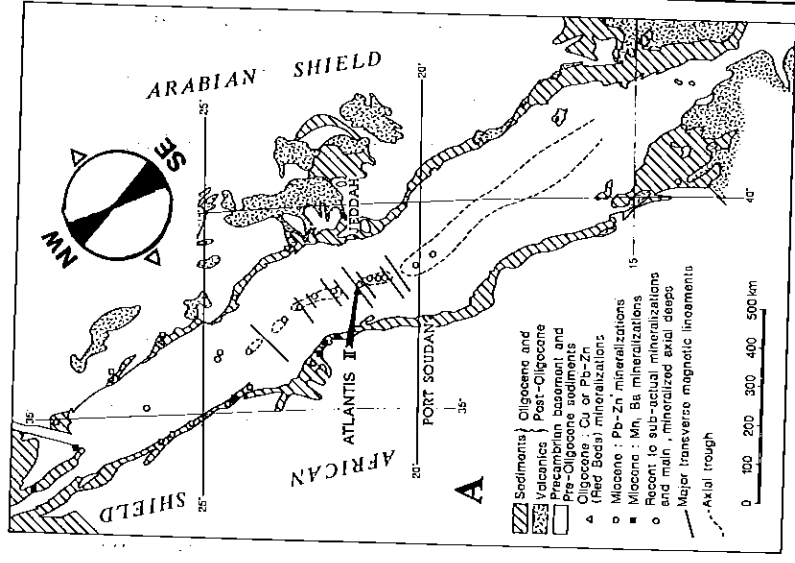 ARABIAN SHIELD
NW
SE
25°
20°
JEDDAH
35°
40°
15
ATLANTIS II
PORT SOUDAN
AFRICAN
SHIELD
25°
20°
35°
A
Sediments } Oligocene and
Volcanics } Post-Oligocene
Precambrian basement and
Pre-Oligocene sediments
Oligocene : Cu or Pb-Zn
(Red Beds) mineralizations
Miocene : Pb-Zn mineralizations
Miocene : Mn, Ba mineralizations
Recent to sub-actual mineralizations
and main, mineralized axial deeps
Major transverse magnetic lineaments
Axial trough
0 100 200 300 400 500 km